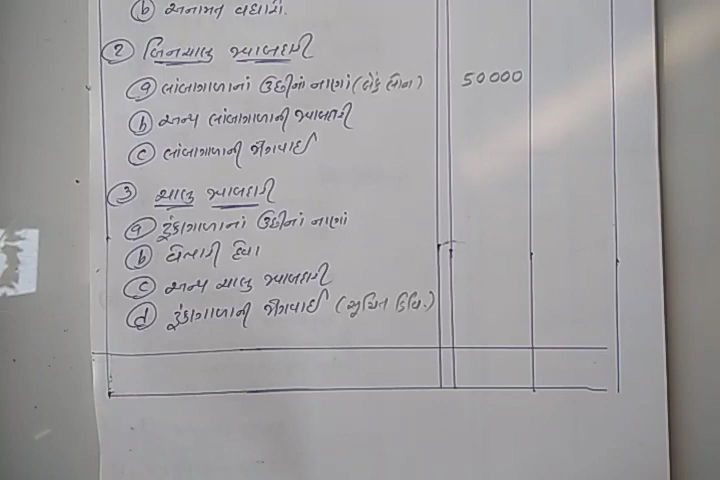 (b) અનામત વધારો.
(2) બિનચાલુ જવાબદારી
(a) લાંબાગાળાનાં ઉછીનાં નાણાં (બેંક લોન) 50000
(b) અન્ય લાંબાગાળાની જવાબદારી
(c) લાંબાગાળાની જોગવાઈ
(3) ચાલુ જવાબદારી
(a) ટૂંકાગાળાનાં ઉછીનાં નાણાં
(b) વેપારી દેવાં
(c) અન્ય ચાલુ જવાબદારી
(d) ટૂંકાગાળાની જોગવાઈ (સૂચિત ડિવિ.)